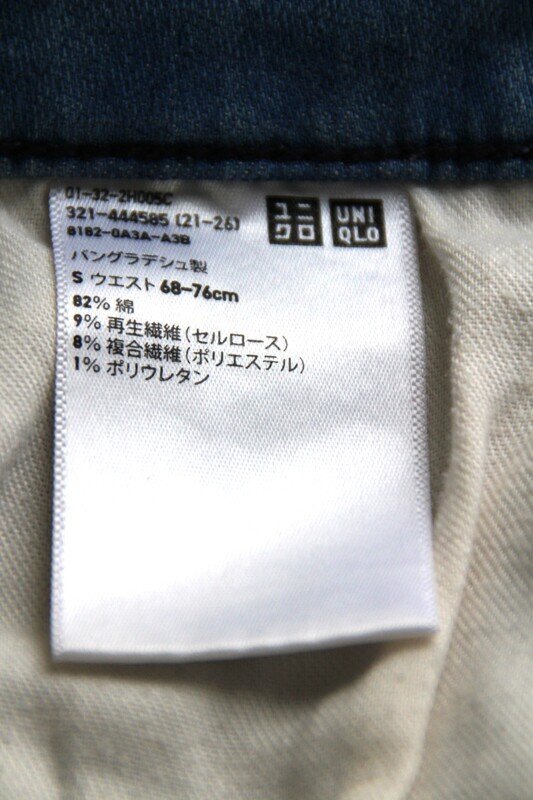 01-32-2H005C
321-444585 (21-26)
8182-0A3A-A3B
ユニ
クロ
UNI
QLO
バングラデシュ製
S ウエスト 68-76cm
82% 綿
9% 再生繊維(セルロース)
8% 複合繊維(ポリエステル)
1% ポリウレタン